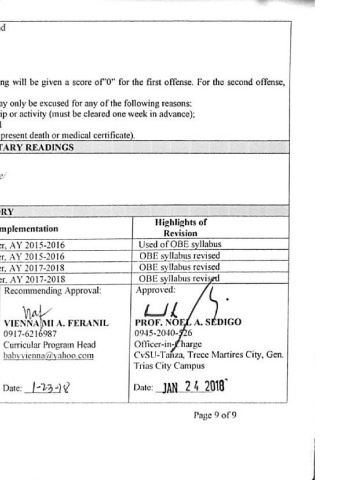 d
ng will be given a score of"0" for the first offense. For the second offense,
ay only be excused for any of the following reasons:
ip or activity (must be cleared one week in advance);
l
present death or medical certificate).
TARY READINGS
e/
RY
mplementation Highlights of Revision
er, AY 2015-2016 Used of OBE syllabus
er, AY 2015-2016 OBE syllabus revised
er, AY 2017-2018 OBE syllabus revised
er, AY 2017-2018 OBE syllabus revised
Recommending Approval: Approved:
VIENNA MI A. FERANIL PROF. NOEL A. SEDIGO
0917-6216987 0945-2040-526
Curricular Program Head Officer-in-Charge
babyvienna@yahoo.com CvSU-Tanza, Trece Martires City, Gen.
Trias City Campus
Date: 1-23-18 Date: JAN 24 2018
Page 9 of 9